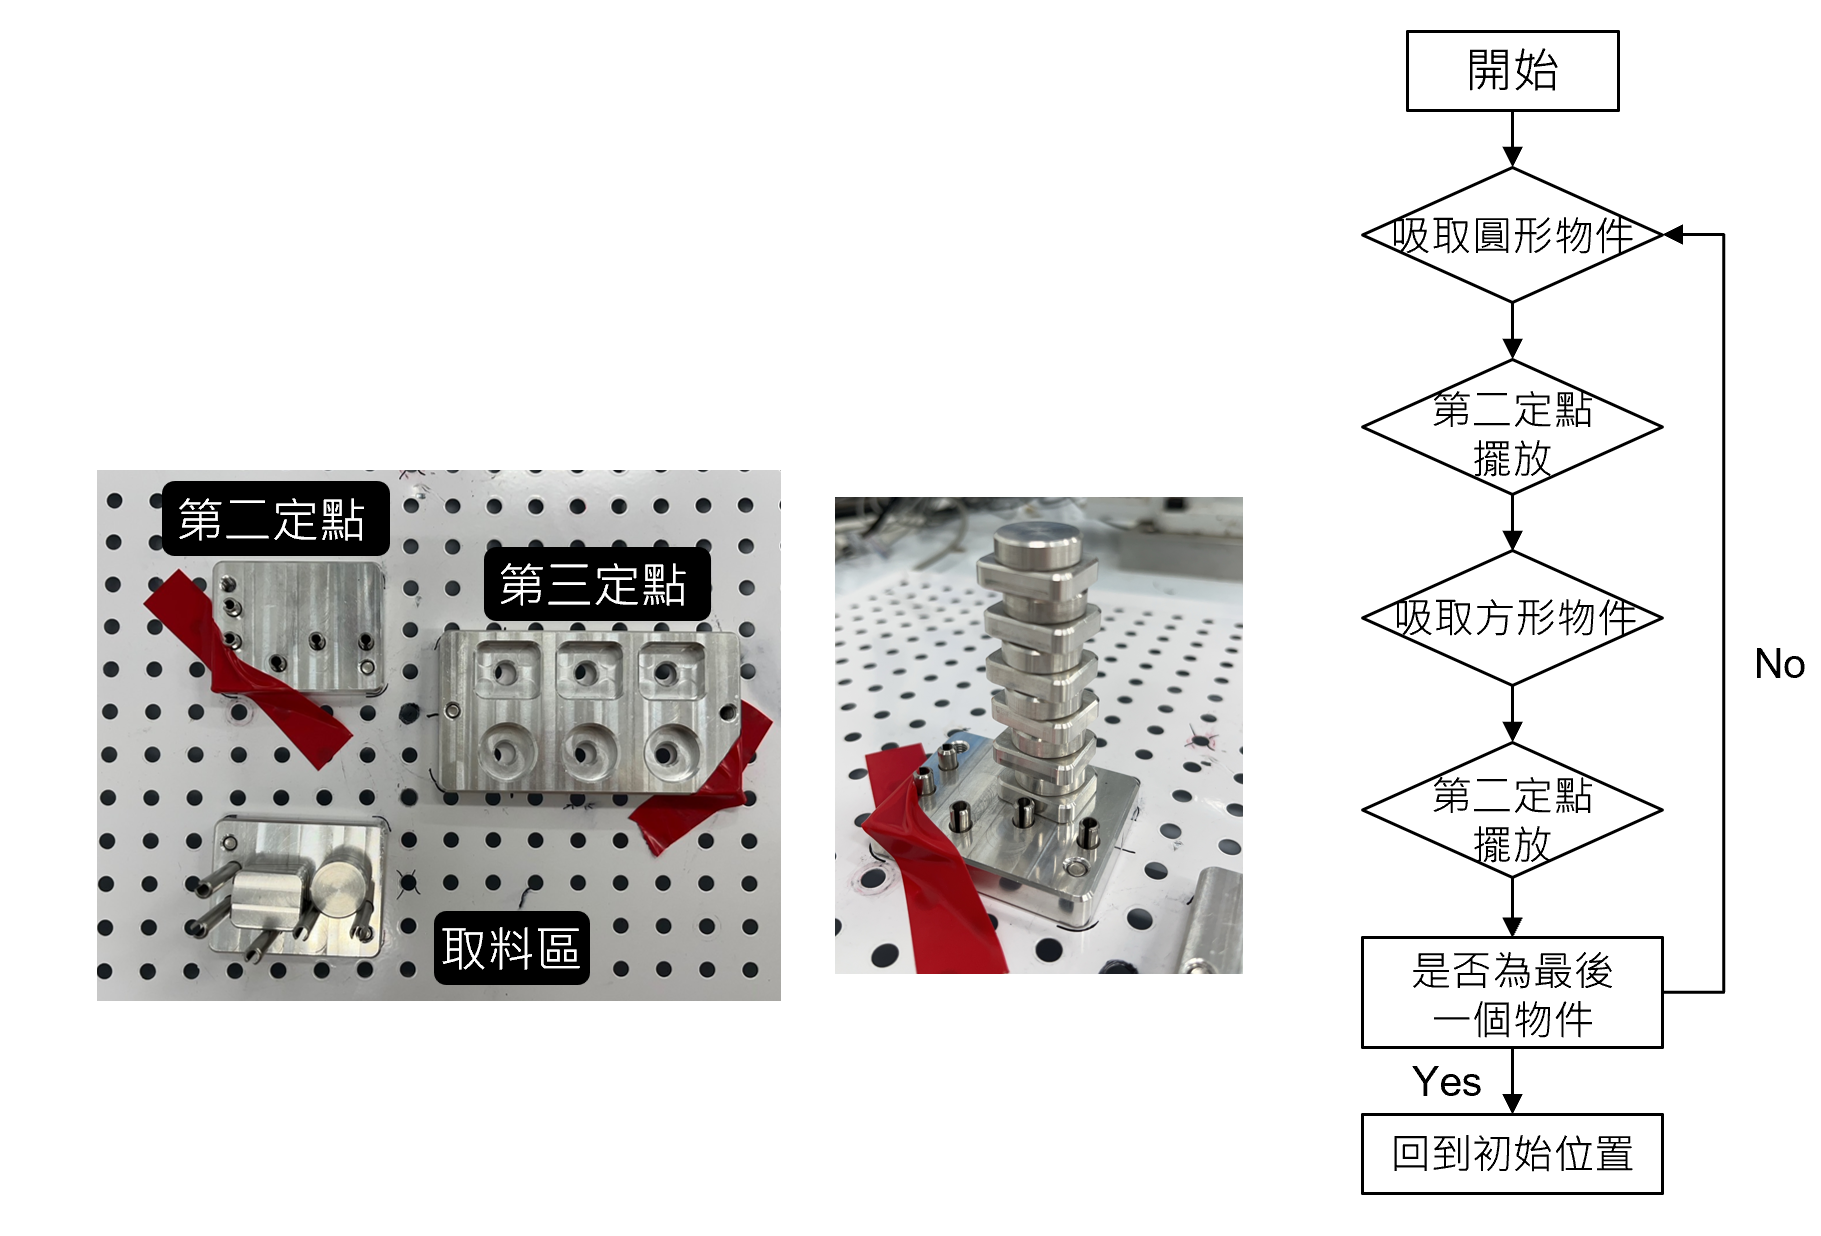 第二定點
第三定點
取料區
開始
吸取圓形物件
第二定點
擺放
吸取方形物件
第二定點
擺放
是否為最後
一個物件
No
Yes
回到初始位置